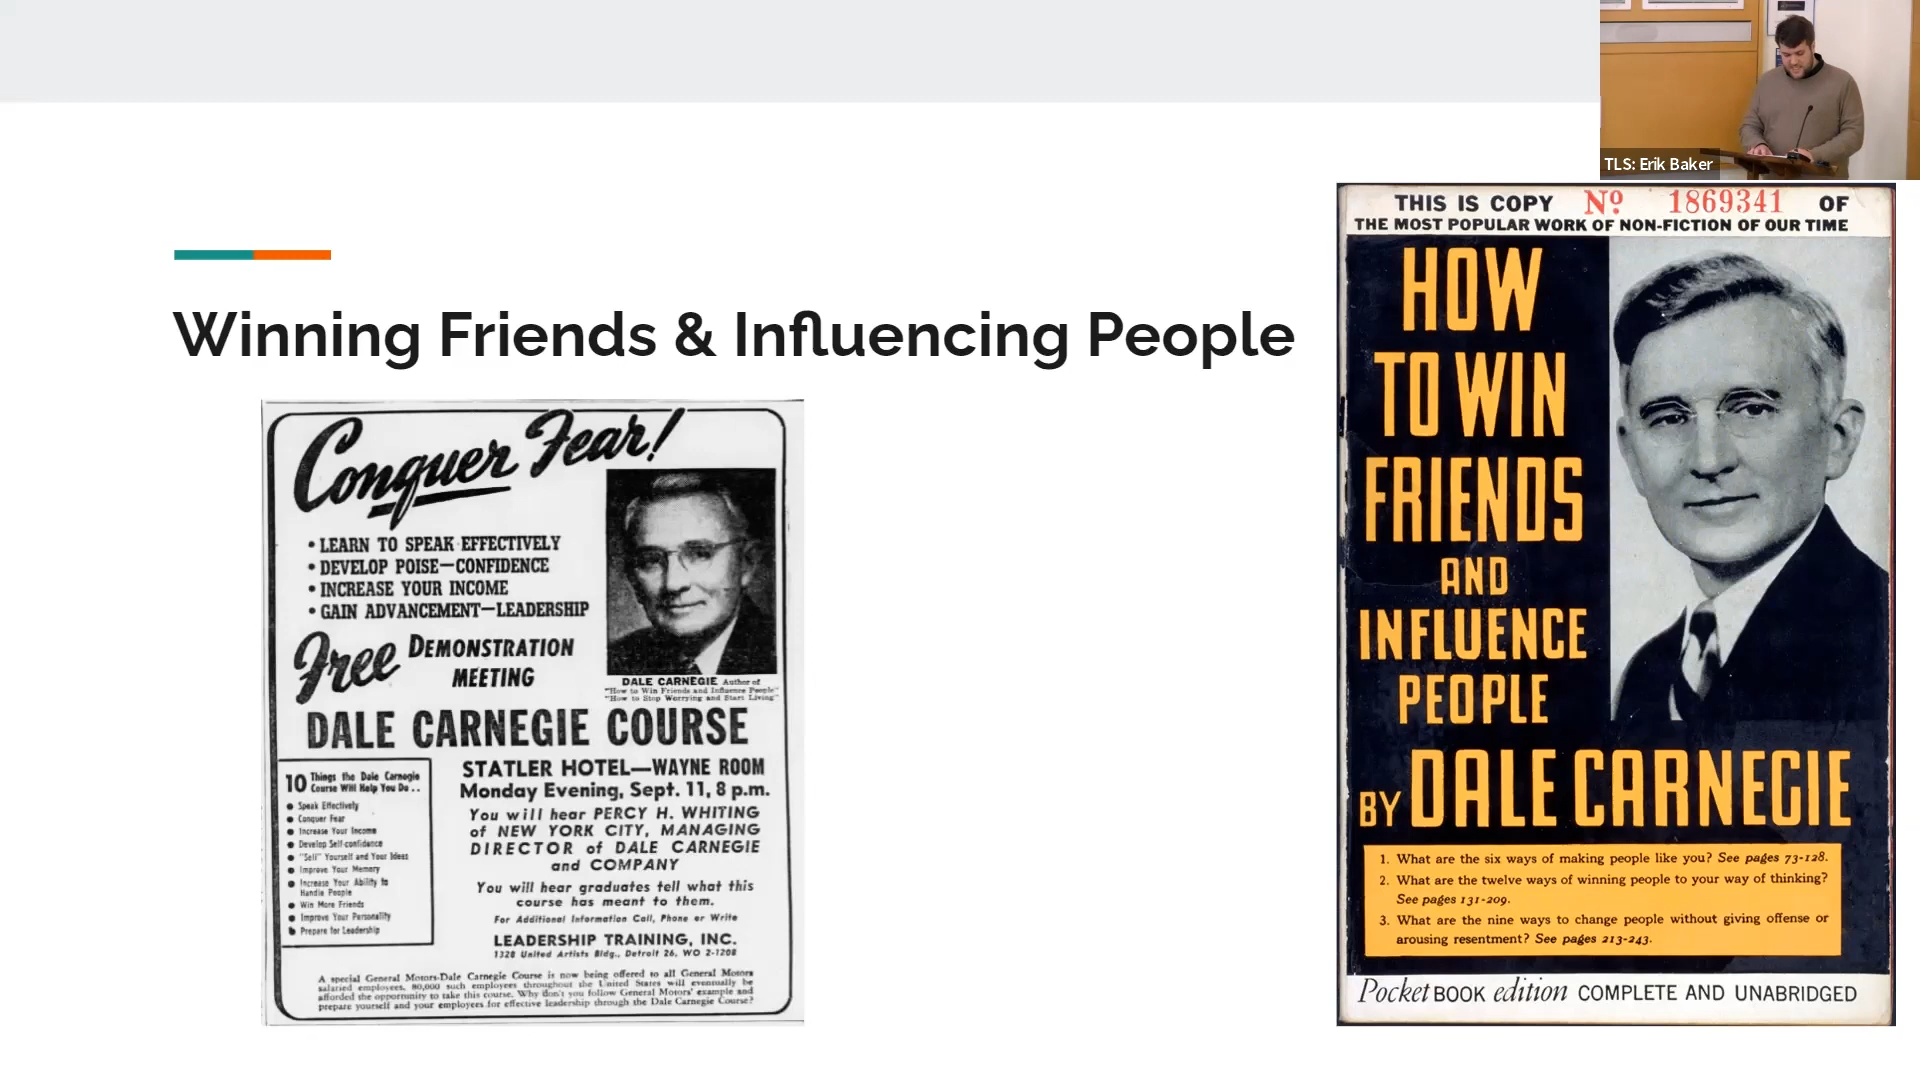 TLS: Erik Baker
Winning Friends & Influencing People
Conquer Fear!
• LEARN TO SPEAK EFFECTIVELY
• DEVELOP POISE—CONFIDENCE
• INCREASE YOUR INCOME
• GAIN ADVANCEMENT—LEADERSHIP
Free DEMONSTRATION
MEETING
DALE CARNEGIE Author of
"How to Win Friends and Influence People"
"How to Stop Worrying and Start Living"
DALE CARNEGIE COURSE
10 Things the Dale Carnegie
Course Will Help You Do . .
● Speak Effectively
● Conquer Fear
● Increase Your Income
● Develop Self-confidence
● "Sell" Yourself and Your Ideas
● Improve Your Memory
● Increase Your Ability to
Handle People
● Win More Friends
● Improve Your Personality
● Prepare for Leadership
STATLER HOTEL—WAYNE ROOM
Monday Evening, Sept. 11, 8 p.m.
You will hear PERCY H. WHITING
of NEW YORK CITY, MANAGING
DIRECTOR of DALE CARNEGIE
and COMPANY
You will hear graduates tell what this
course has meant to them.
For Additional Information Call, Phone or Write
LEADERSHIP TRAINING, INC.
1328 United Artists Bldg., Detroit 26, WO 2-1208
A special General Motors-Dale Carnegie Course is now being offered to all General Motors
salaried employees. 80,000 such employees throughout the United States will eventually be
afforded the opportunity to take this course. Why don't you follow General Motors' example and
prepare yourself and your employees for effective leadership through the Dale Carnegie Course?
THIS IS COPY Nº 1869341 OF
THE MOST POPULAR WORK OF NON-FICTION OF OUR TIME
HOW
TO WIN
FRIENDS
AND
INFLUENCE
PEOPLE
BY DALE CARNEGIE
1. What are the six ways of making people like you? See pages 73-128.
2. What are the twelve ways of winning people to your way of thinking?
See pages 131-209.
3. What are the nine ways to change people without giving offense or
arousing resentment? See pages 213-243.
Pocket BOOK edition COMPLETE AND UNABRIDGED